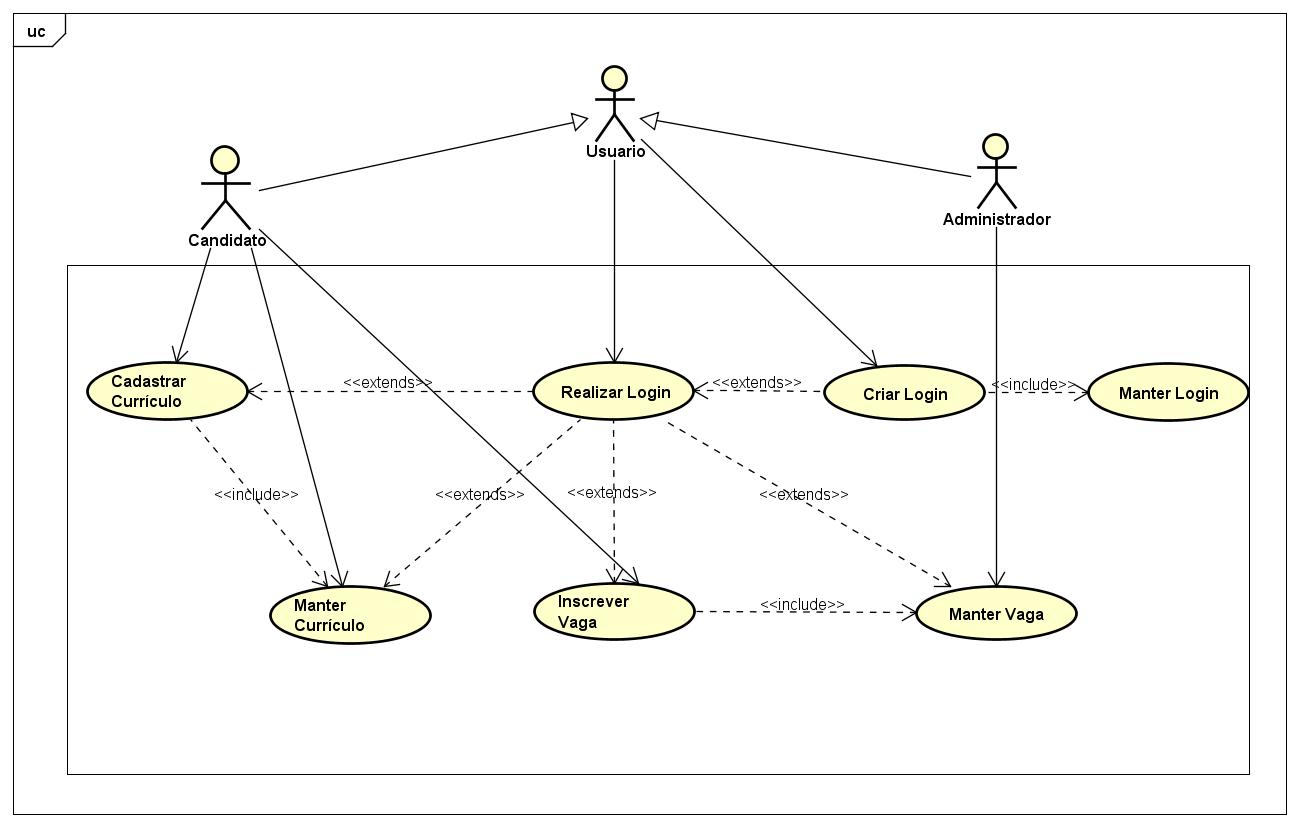 uc
Usuario
Candidato
Administrador
Cadastrar
Currículo
<<extends>>
Realizar Login
<<extends>>
Criar Login
<<include>>
Manter Login
<<include>>
<<extends>>
<<extends>>
<<extends>>
Manter
Currículo
Inscrever
Vaga
<<include>>
Manter Vaga